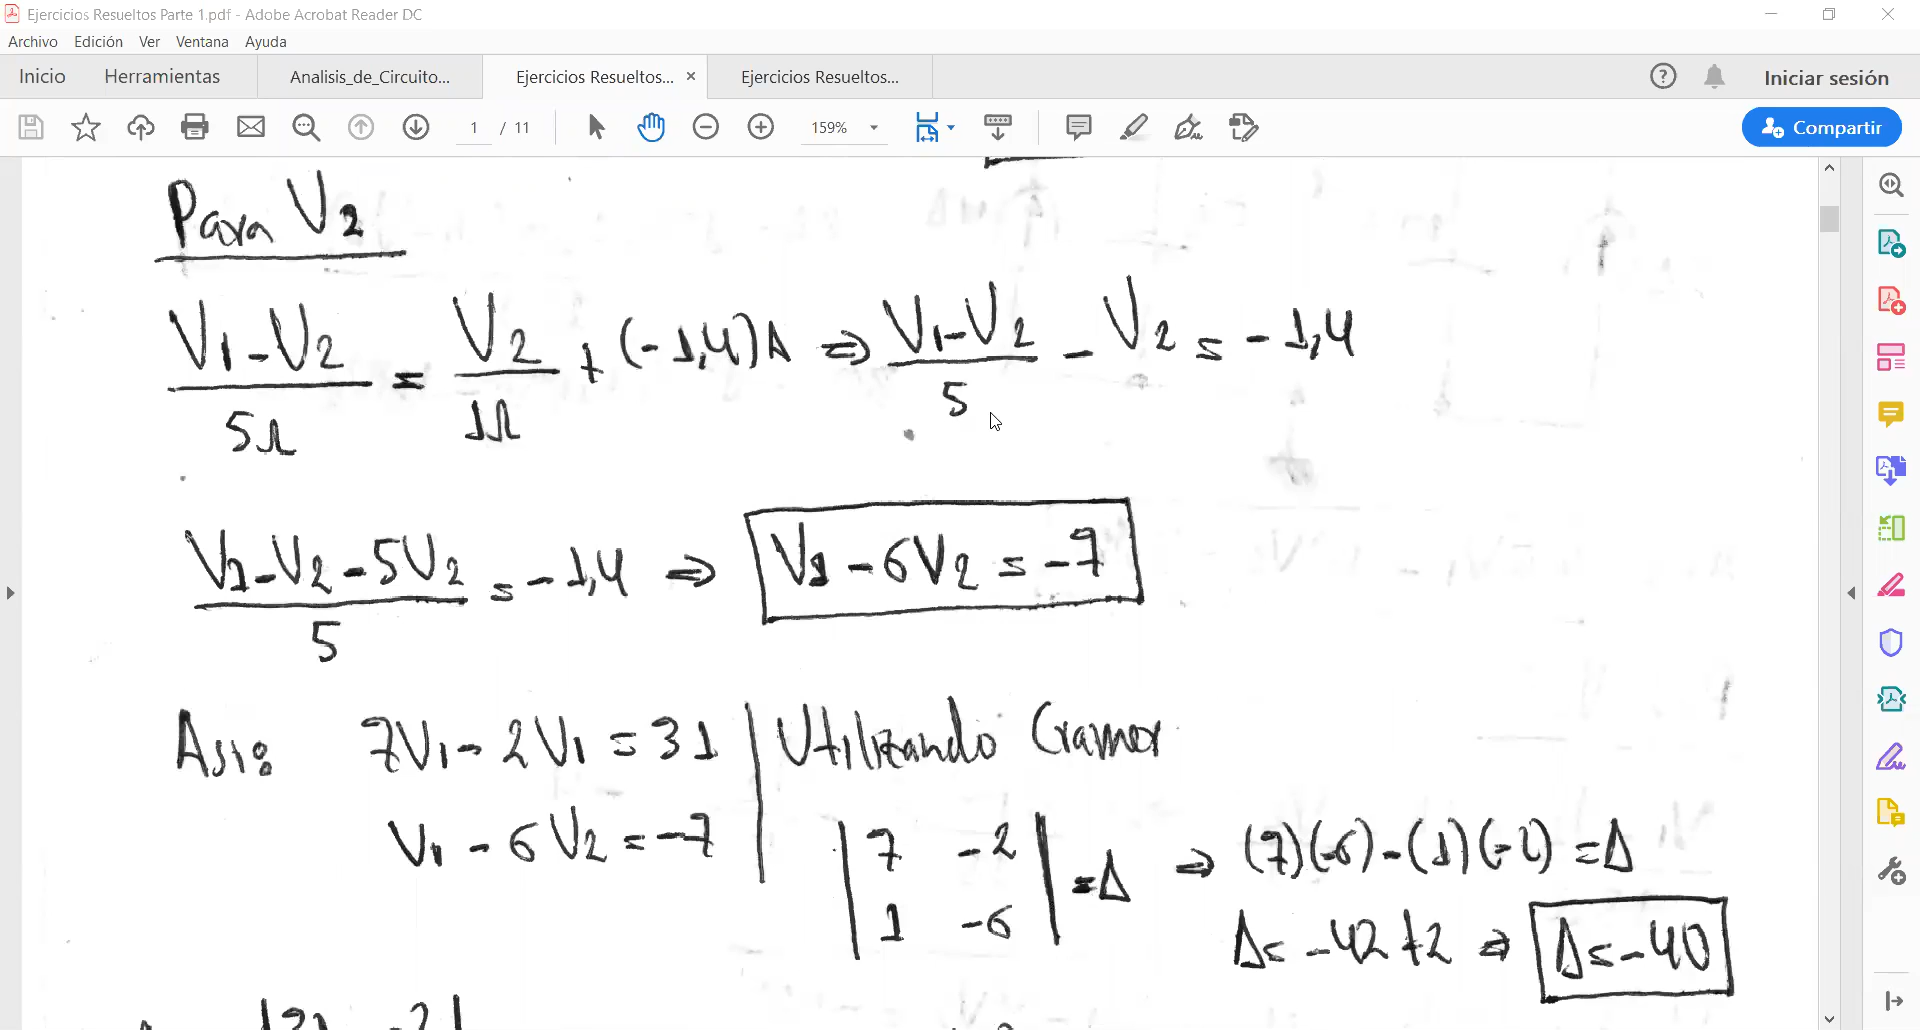 Ejercicios Resueltos Parte 1.pdf - Adobe Acrobat Reader DC
Archivo Edición Ver Ventana Ayuda
Inicio Herramientas Analisis_de_Circuito... Ejercicios Resueltos... × Ejercicios Resueltos... Iniciar sesión
1 / 11 159% Compartir
Para V2
(V1-V2)/5Ω = V2/1Ω + (-1,4)A ⇒ (V1-V2)/5 - V2 = -1,4
(V1-V2-5V2)/5 = -1,4 ⇒ V1-6V2 = -7
Asi: 7V1-2V1=31 | Utilizando Cramer
V1-6V2=-7
|7 -2| = Δ ⇒ (7)(-6)-(1)(-2)=Δ
|1 -6|
Δ=-42+2 ⇒ Δ=-40